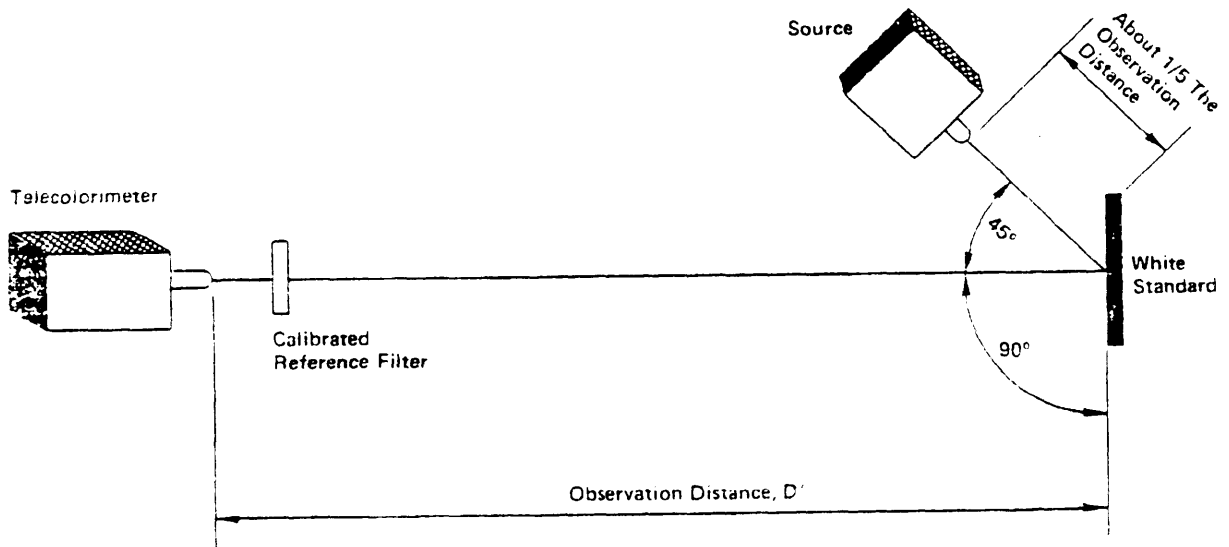 Source
About 1/5 The
Observation
Distance
Telecolorimeter
45°
White
Standard
Calibrated
Reference Filter
90°
Observation Distance, D'